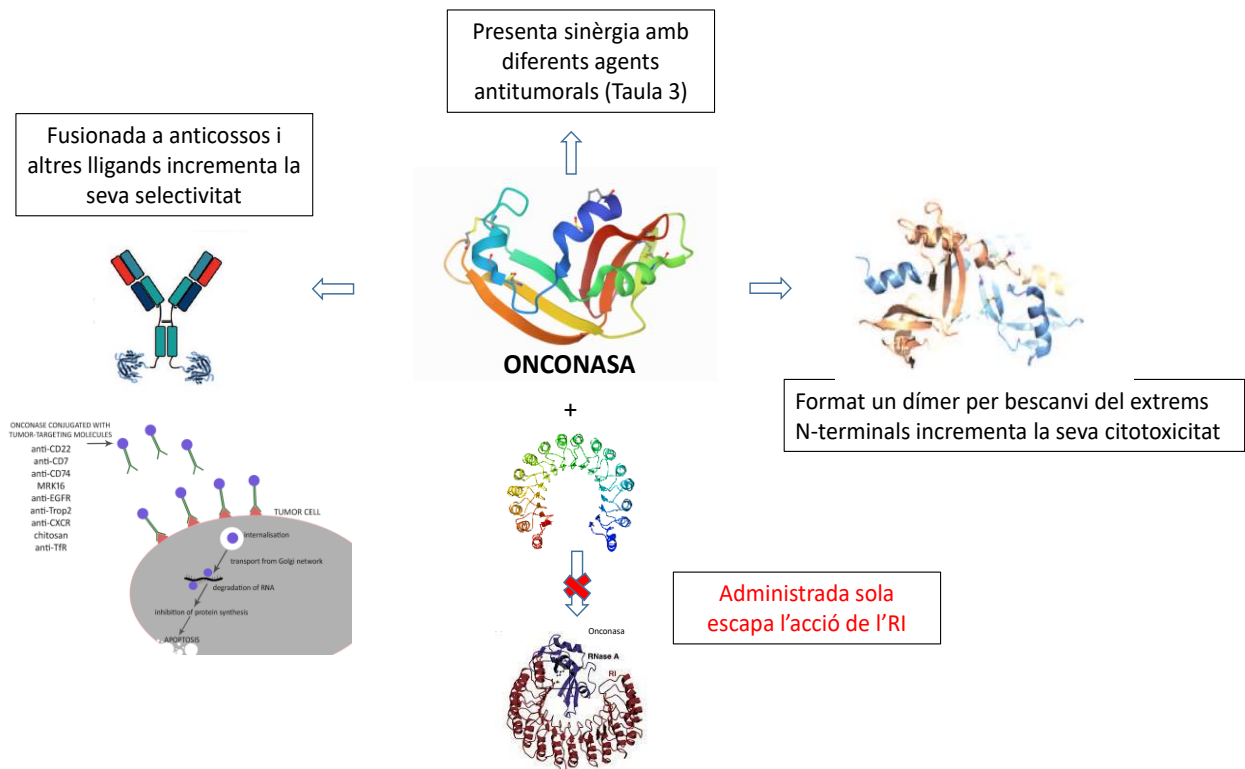 Presenta sinèrgia amb
diferents agents
antitumorals (Taula 3)
Fusionada a anticossos i
altres lligands incrementa la
seva selectivitat
ONCONASA
+
Format un dímer per bescanvi del extrems
N-terminals incrementa la seva citotoxicitat
ONCONASE CONJUGATED WITH
TUMOR-TARGETING MOLECULES
anti-CD22
anti-CD7
anti-CD74
MRK16
anti-EGFR
anti-Trop2
anti-CXCR
chitosan
anti-TfR
TUMOR CELL
internalisation
transport from Golgi network
degradation of RNA
inhibition of protein synthesis
APOPTOSIS
Administrada sola
escapa l’acció de l’RI
Onconasa
RNase A
RI